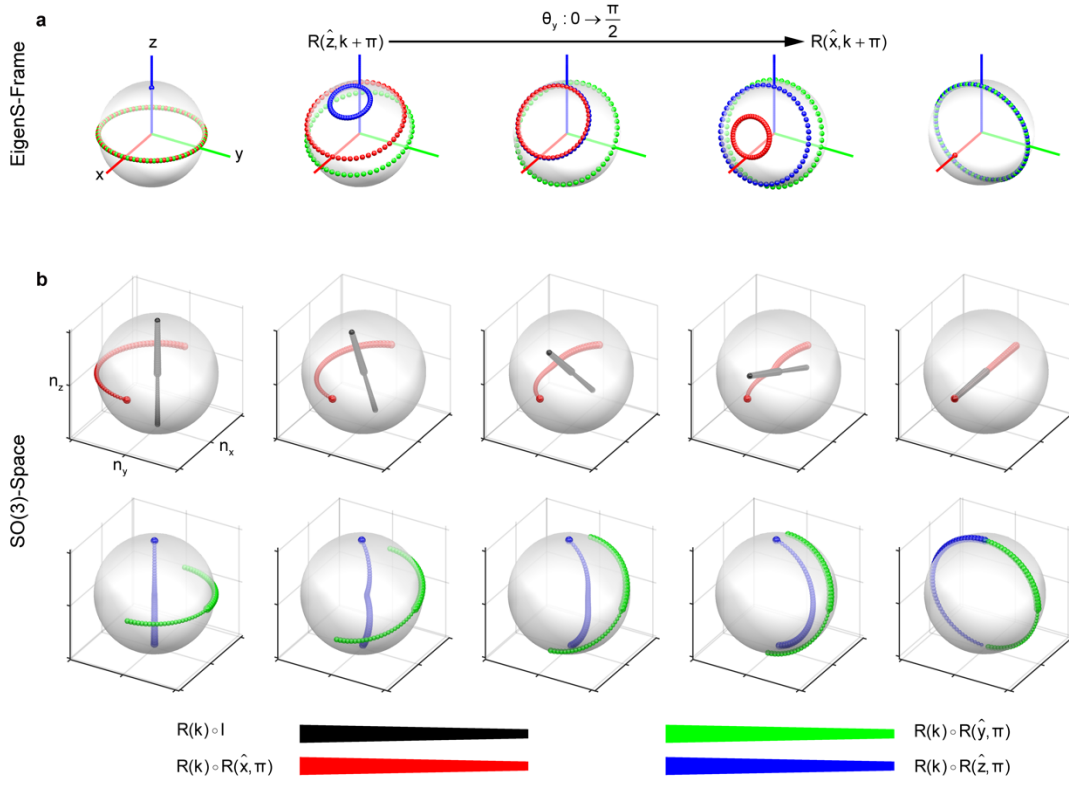 a
θ_y : 0 → π/2
R(ẑ,k + π)
R(x̂,k + π)
EigenS-Frame
z
x
y
b
SO(3)-Space
n_z
n_y
n_x
R(k)∘I
R(k)∘R(ŷ,π)
R(k)∘R(x̂,π)
R(k)∘R(ẑ,π)